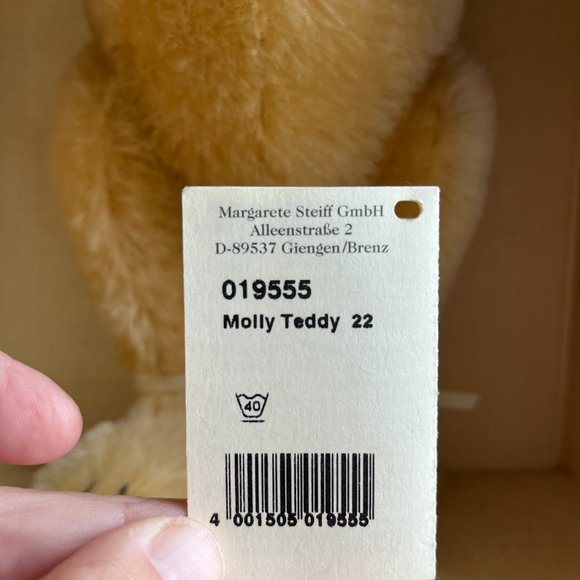 Margarete Steiff GmbH
Alleenstraße 2
D-89537 Giengen/Brenz
019555
Molly Teddy 22
40
4 001505 019555